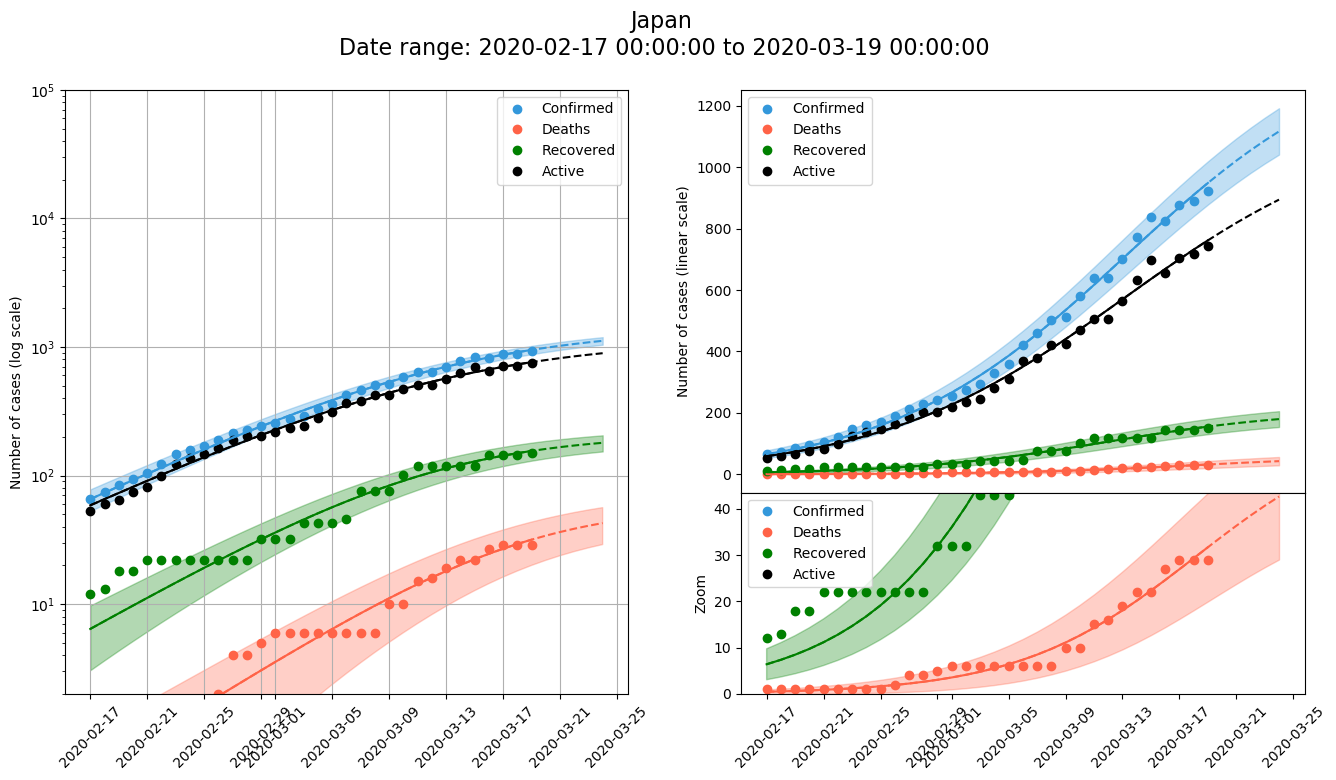 Japan
Date range: 2020-02-17 00:00:00 to 2020-03-19 00:00:00
Number of cases (log scale)
10^5
10^4
10^3
10^2
10^1
Confirmed
Deaths
Recovered
Active
2020-02-17
2020-02-21
2020-02-25
2020-02-29
2020-03-01
2020-03-05
2020-03-09
2020-03-13
2020-03-17
2020-03-21
2020-03-25
Number of cases (linear scale)
1200
1000
800
600
400
200
0
Confirmed
Deaths
Recovered
Active
Zoom
40
30
20
10
0
Confirmed
Deaths
Recovered
Active
2020-02-17
2020-02-21
2020-02-25
2020-02-29
2020-03-01
2020-03-05
2020-03-09
2020-03-13
2020-03-17
2020-03-21
2020-03-25